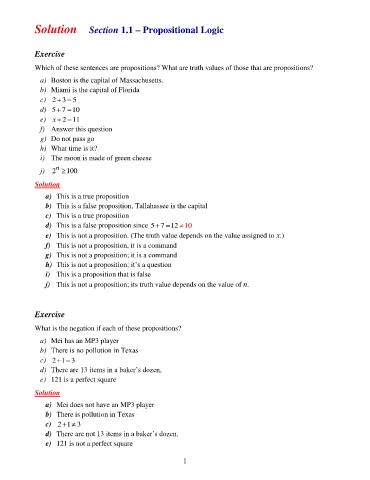 Solution Section 1.1 – Propositional Logic
Exercise
Which of these sentences are propositions? What are truth values of those that are propositions?
a) Boston is the capital of Massachusetts.
b) Miami is the capital of Florida
c) 2 + 3 = 5
d) 5 + 7 = 10
e) x + 2 = 11
f) Answer this question
g) Do not pass go
h) What time is it?
i) The moon is made of green cheese
j) 2ⁿ ≥ 100
Solution
a) This is a true proposition
b) This is a false proposition, Tallahassee is the capital
c) This is a true proposition
d) This is a false proposition since 5 + 7 = 12 ≠ 10
e) This is not a proposition. (The truth value depends on the value assigned to x.)
f) This is not a proposition, it is a command
g) This is not a proposition; it is a command
h) This is not a proposition; it's a question
i) This is a proposition that is false
j) This is not a proposition; its truth value depends on the value of n.
Exercise
What is the negation if each of these propositions?
a) Mei has an MP3 player
b) There is no pollution in Texas
c) 2 + 1 = 3
d) There are 13 items in a baker's dozen,
e) 121 is a perfect square
Solution
a) Mei does not have an MP3 player
b) There is pollution in Texas
c) 2 + 1 ≠ 3
d) There are not 13 items in a baker's dozen.
e) 121 is not a perfect square
1